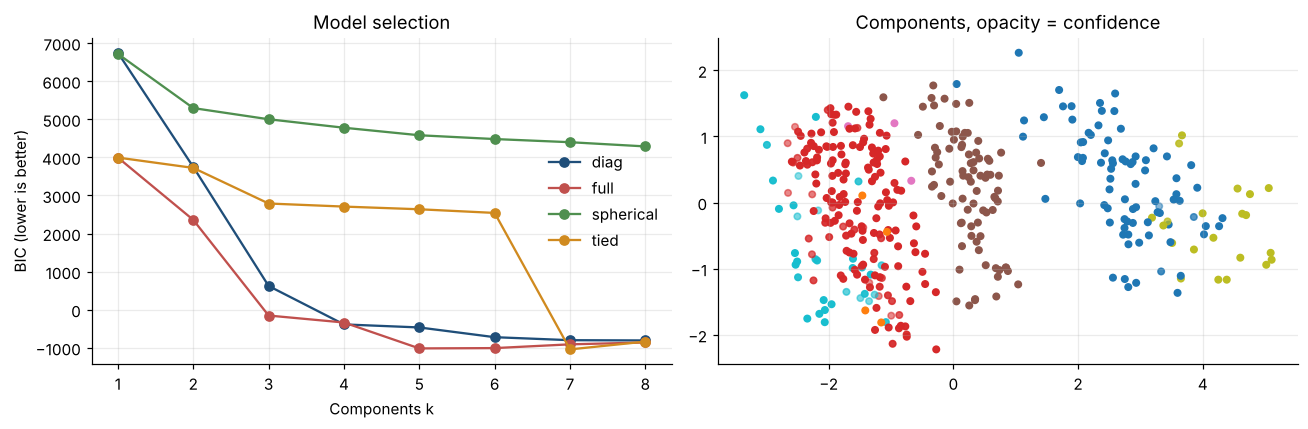 Model selection
7000
6000
5000
4000
3000
2000
1000
0
−1000
BIC (lower is better)
1 2 3 4 5 6 7 8
Components k
diag
full
spherical
tied
Components, opacity = confidence
2
1
0
−1
−2
−2 0 2 4